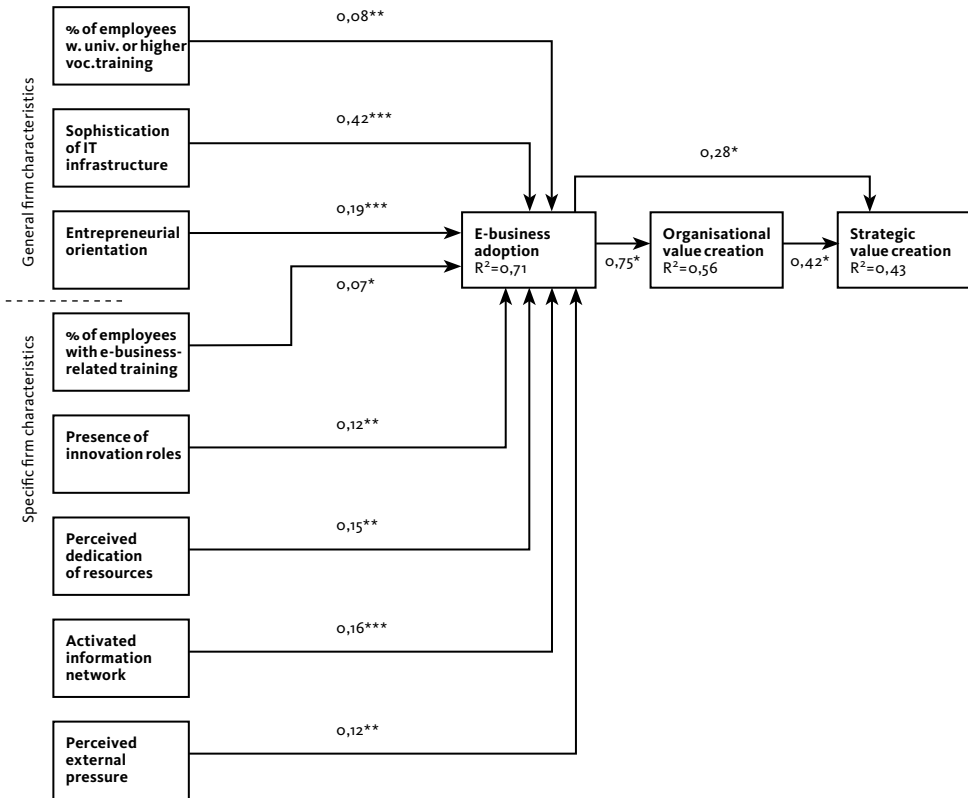 General firm characteristics
% of employees
w. univ. or higher
voc.training
0,08**
Sophistication
of IT
infrastructure
0,42***
Entrepreneurial
orientation
0,19***
Specific firm characteristics
% of employees
with e-business-
related training
0,07*
Presence of
innovation roles
0,12**
Perceived
dedication
of resources
0,15**
Activated
information
network
0,16***
Perceived
external
pressure
0,12**
E-business
adoption
R²=0,71
0,75*
0,28*
Organisational
value creation
R²=0,56
0,42*
Strategic
value creation
R²=0,43